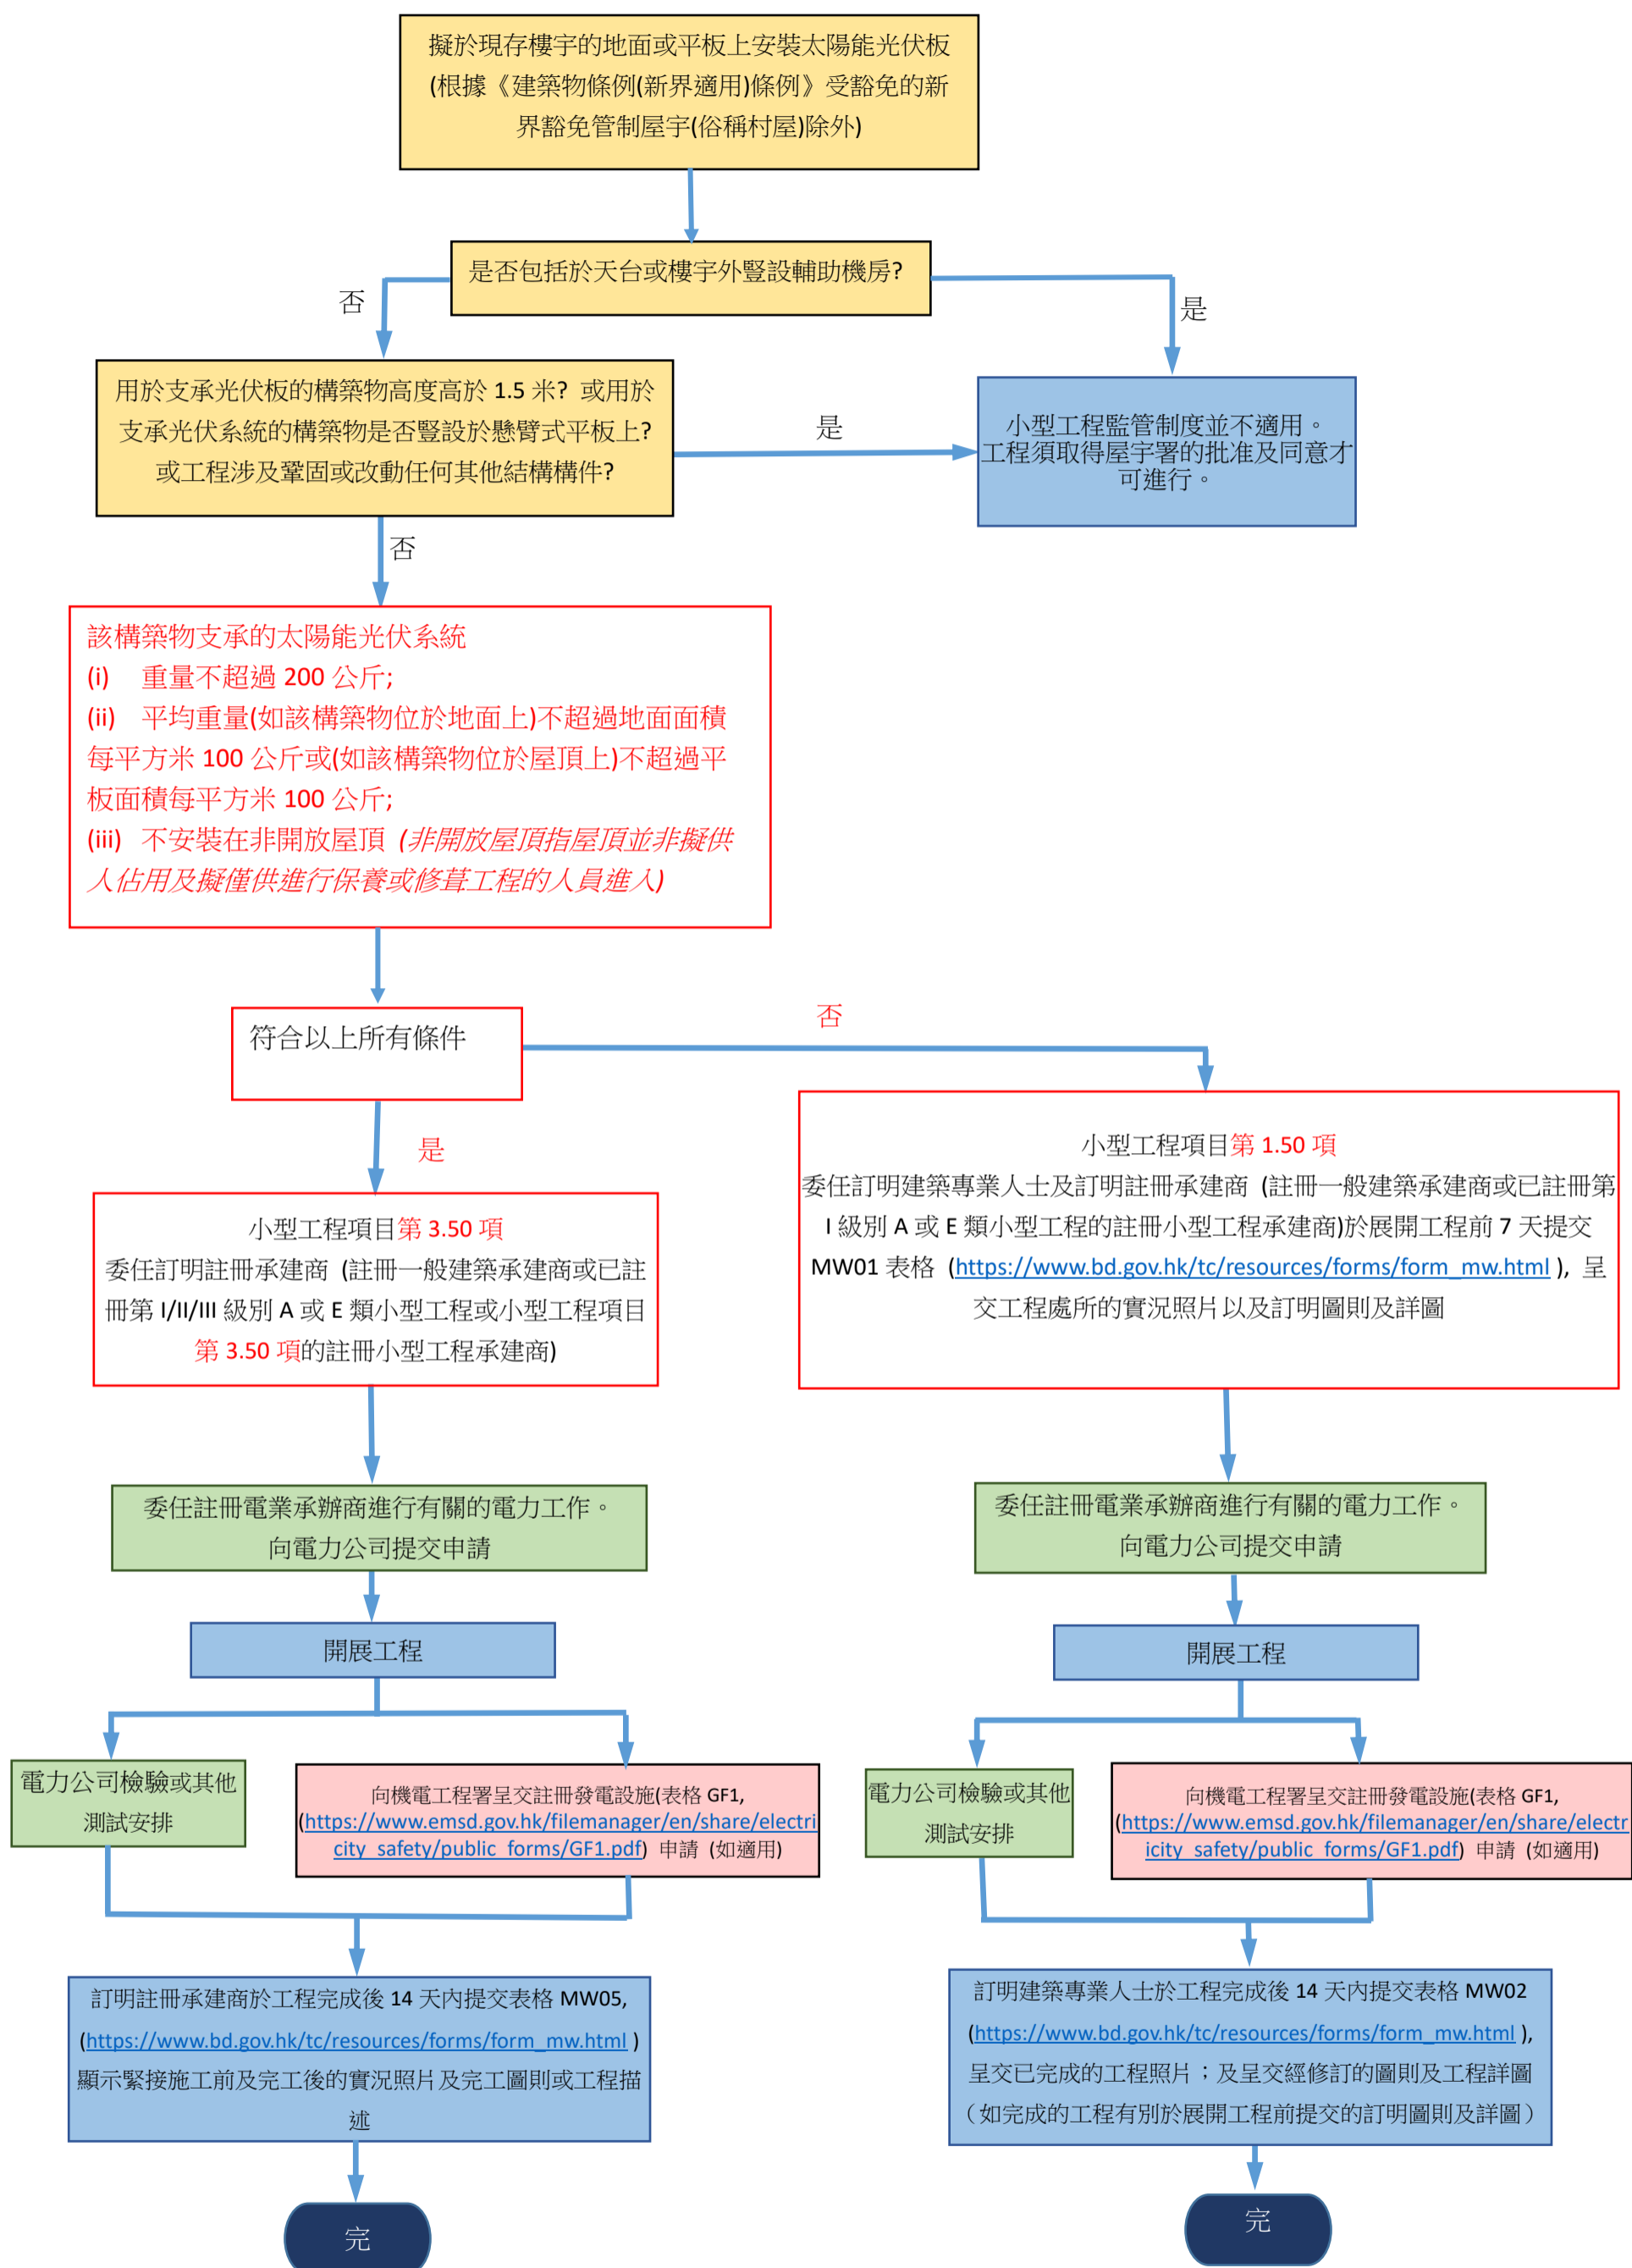 擬於現存樓宇的地面或平板上安裝太陽能光伏板
(根據《建築物條例(新界適用)條例》受豁免的新
界豁免管制屋宇(俗稱村屋)除外)
是否包括於天台或樓宇外豎設輔助機房?
否
是
用於支承光伏板的構築物高度高於 1.5 米? 或用於
支承光伏系統的構築物是否豎設於懸臂式平板上?
或工程涉及鞏固或改動任何其他結構構件?
是
小型工程監管制度並不適用。
工程須取得屋宇署的批准及同意才
可進行。
否
該構築物支承的太陽能光伏系統
(i) 重量不超過 200 公斤;
(ii) 平均重量(如該構築物位於地面上)不超過地面面積
每平方米 100 公斤或(如該構築物位於屋頂上)不超過平
板面積每平方米 100 公斤;
(iii) 不安裝在非開放屋頂 (非開放屋頂指屋頂並非擬供
人佔用及擬僅供進行保養或修葺工程的人員進入)
符合以上所有條件
否
是
小型工程項目第 3.50 項
委任訂明註冊承建商 (註冊一般建築承建商或已註
冊第 I/II/III 級別 A 或 E 類小型工程或小型工程項目
第 3.50 項的註冊小型工程承建商)
小型工程項目第 1.50 項
委任訂明建築專業人士及訂明註冊承建商 (註冊一般建築承建商或已註冊第
I 級別 A 或 E 類小型工程的註冊小型工程承建商)於展開工程前 7 天提交
MW01 表格 (https://www.bd.gov.hk/tc/resources/forms/form_mw.html ), 呈
交工程處所的實況照片以及訂明圖則及詳圖
委任註冊電業承辦商進行有關的電力工作。
向電力公司提交申請
委任註冊電業承辦商進行有關的電力工作。
向電力公司提交申請
開展工程
開展工程
電力公司檢驗或其他
測試安排
向機電工程署呈交註冊發電設施(表格 GF1,
(https://www.emsd.gov.hk/filemanager/en/share/electri
city_safety/public_forms/GF1.pdf) 申請 (如適用)
電力公司檢驗或其他
測試安排
向機電工程署呈交註冊發電設施(表格 GF1,
(https://www.emsd.gov.hk/filemanager/en/share/electr
icity_safety/public_forms/GF1.pdf) 申請 (如適用)
訂明註冊承建商於工程完成後 14 天內提交表格 MW05,
(https://www.bd.gov.hk/tc/resources/forms/form_mw.html )
顯示緊接施工前及完工後的實況照片及完工圖則或工程描
述
訂明建築專業人士於工程完成後 14 天內提交表格 MW02
(https://www.bd.gov.hk/tc/resources/forms/form_mw.html ),
呈交已完成的工程照片；及呈交經修訂的圖則及工程詳圖
（如完成的工程有別於展開工程前提交的訂明圖則及詳圖）
完
完